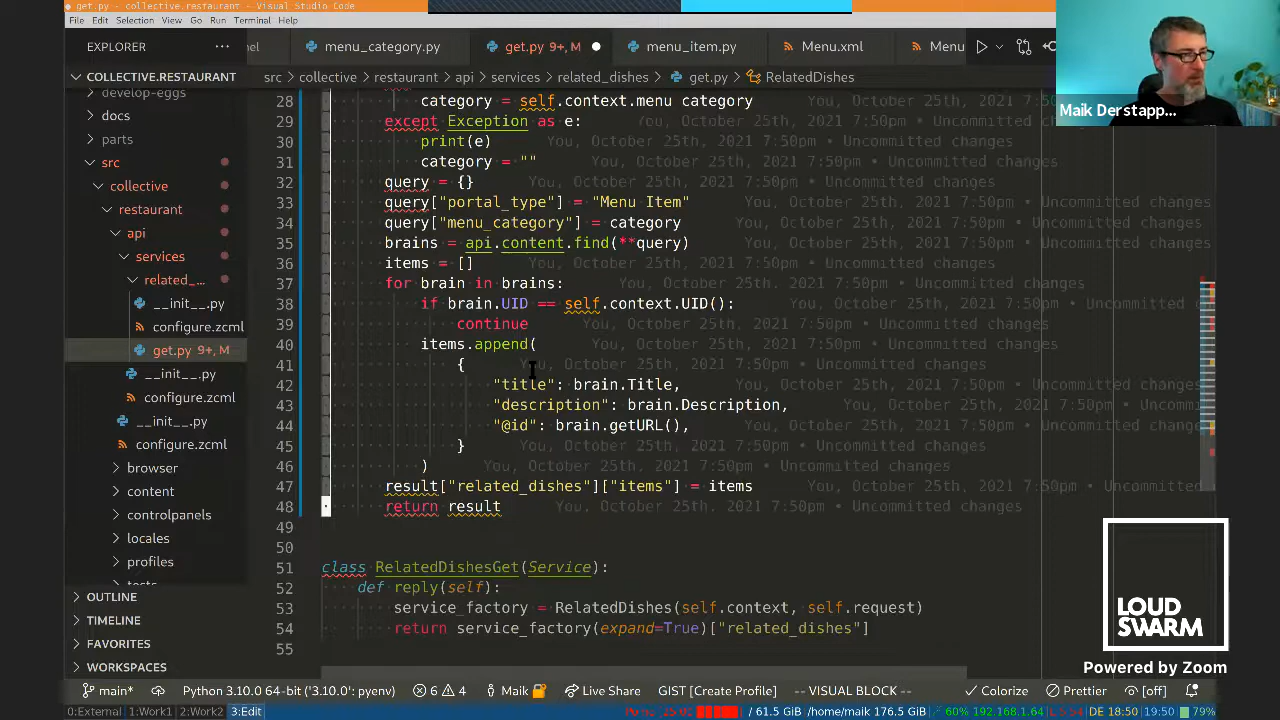 get.py - collective.restaurant - Visual Studio Code
File Edit Selection View Go Run Terminal Help
EXPLORER
menu_category.py get.py 9+, M menu_item.py Menu.xml Menu
COLLECTIVE.RESTAURANT
src > collective > restaurant > api > services > related_dishes > get.py > RelatedDishes
develop-eggs
docs
parts
src
collective
restaurant
api
services
related_...
__init__.py
configure.zcml
get.py 9+, M
__init__.py
configure.zcml
__init__.py
configure.zcml
browser
content
controlpanels
locales
profiles
tests
OUTLINE
TIMELINE
FAVORITES
WORKSPACES
28 category = self.context.menu category You, October 25th, 2021 7:50pm • Uncommitted changes
29 except Exception as e: You, October 25th, 2021 7:50pm • Uncommitted changes
30 print(e) You, October 25th, 2021 7:50pm • Uncommitted changes
31 category = "" You, October 25th, 2021 7:50pm • Uncommitted changes
32 query = {} You, October 25th, 2021 7:50pm • Uncommitted changes
33 query["portal_type"] = "Menu Item" You, October 25th, 2021 7:50pm • Uncommitted changes
34 query["menu_category"] = category You, October 25th, 2021 7:50pm • Uncommitted changes
35 brains = api.content.find(**query) You, October 25th, 2021 7:50pm • Uncommitted changes
36 items = [] You, October 25th, 2021 7:50pm • Uncommitted changes
37 for brain in brains: You, October 25th, 2021 7:50pm • Uncommitted changes
38 if brain.UID == self.context.UID(): You, October 25th, 2021 7:50pm • Uncommitted
39 continue You, October 25th, 2021 7:50pm • Uncommitted changes
40 items.append( You, October 25th, 2021 7:50pm • Uncommitted changes
41 { You, October 25th, 2021 7:50pm • Uncommitted changes
42 "title": brain.Title, You, October 25th, 2021 7:50pm • Uncommitted changes
43 "description": brain.Description, You, October 25th, 2021 7:50pm • Uncommitted
44 "@id": brain.getURL(), You, October 25th, 2021 7:50pm • Uncommitted changes
45 } You, October 25th, 2021 7:50pm • Uncommitted changes
46 ) You, October 25th, 2021 7:50pm • Uncommitted changes
47 result["related_dishes"]["items"] = items You, October 25th, 2021 7:50pm • Uncommitted
48 return result You, October 25th, 2021 7:50pm • Uncommitted changes
49
50
51 class RelatedDishesGet(Service):
52 def reply(self):
53 service_factory = RelatedDishes(self.context, self.request)
54 return service_factory(expand=True)["related_dishes"]
55
Maik Derstapp...
LOUD
SWARM
Powered by Zoom
main* Python 3.10.0 64-bit ('3.10.0': pyenv) 6 4 Maik Live Share GIST [Create Profile] -- VISUAL BLOCK -- Colorize Prettier [off]
0:External 1:Work1 2:Work2 3:Edit / 61.5 GiB /home/maik 176.5 GiB 60% 192.168.1.64 DE 18:50 19:50 79%